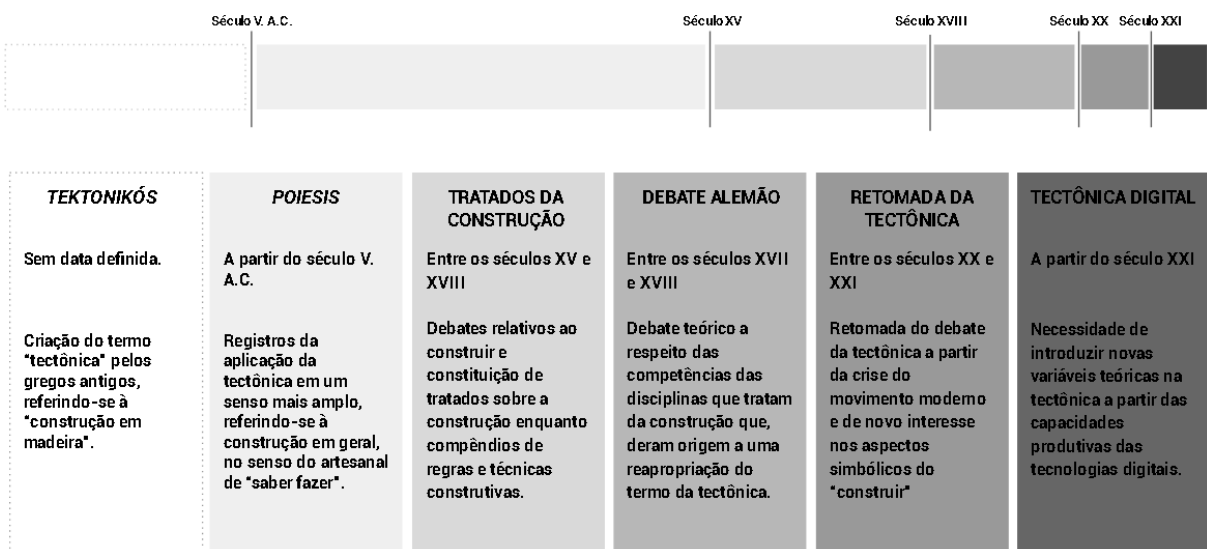 Século V. A.C.
Século XV
Século XVIII
Século XX
Século XXI
TEKTONIKÓS
Sem data definida.
Criação do termo
"tectônica" pelos
gregos antigos,
referindo-se à
"construção em
madeira".
POIESIS
A partir do século V.
A.C.
Registros da
aplicação da
tectônica em um
senso mais amplo,
referindo-se à
construção em geral,
no senso do artesanal
de "saber fazer".
TRATADOS DA
CONSTRUÇÃO
Entre os séculos XV e
XVIII
Debates relativos ao
construir e
constituição de
tratados sobre a
construção enquanto
compêndios de
regras e técnicas
construtivas.
DEBATE ALEMÃO
Entre os séculos XVII
e XVIII
Debate teórico a
respeito das
competências das
disciplinas que tratam
da construção que,
deram origem a uma
reapropriação do
termo da tectônica.
RETOMADA DA
TECTÔNICA
Entre os séculos XX e
XXI
Retomada do debate
da tectônica a partir
da crise do
movimento moderno
e de novo interesse
nos aspectos
simbólicos do
"construir"
TECTÔNICA DIGITAL
A partir do século XXI
Necessidade de
introduzir novas
variáveis teóricas na
tectônica a partir das
capacidades
produtivas das
tecnologias digitais.